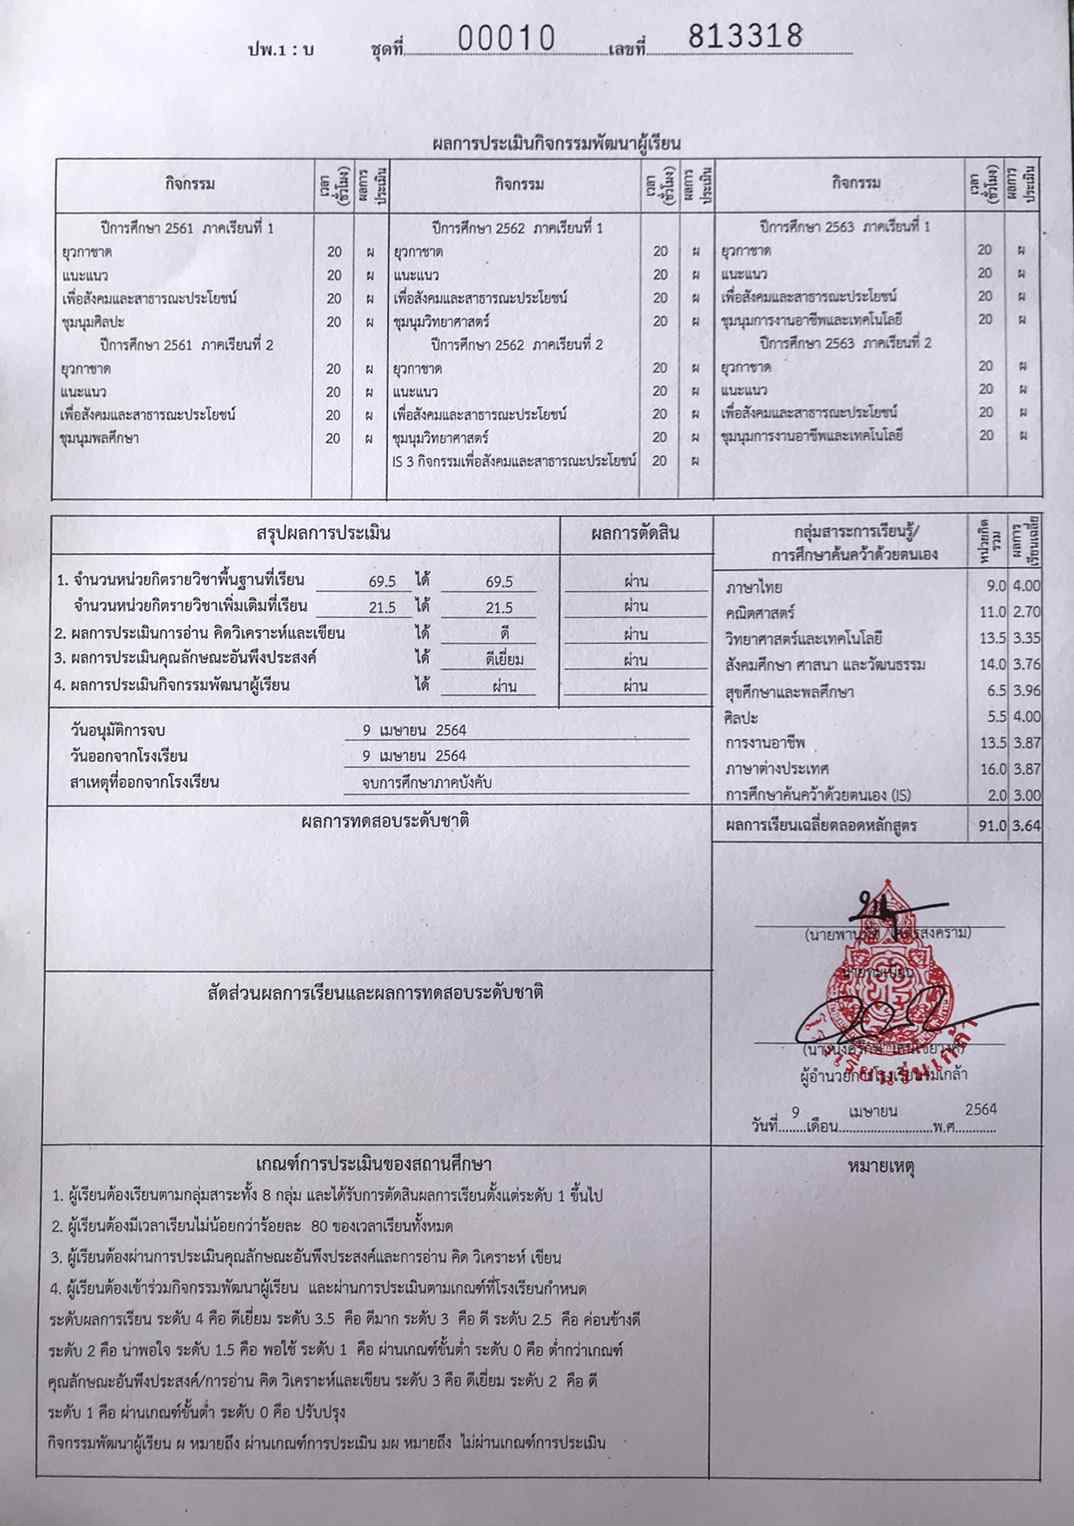 ปพ.1 : บ ชุดที่ 00010 เลขที่ 813318
ผลการประเมินกิจกรรมพัฒนาผู้เรียน
กิจกรรม เวลา (ชั่วโมง) ผลการประเมิน กิจกรรม เวลา (ชั่วโมง) ผลการประเมิน กิจกรรม เวลา (ชั่วโมง) ผลการประเมิน
ปีการศึกษา 2561 ภาคเรียนที่ 1 ปีการศึกษา 2562 ภาคเรียนที่ 1 ปีการศึกษา 2563 ภาคเรียนที่ 1
ยุวกาชาด 20 ผ ยุวกาชาด 20 ผ ยุวกาชาด 20 ผ
แนะแนว 20 ผ แนะแนว 20 ผ แนะแนว 20 ผ
เพื่อสังคมและสาธารณะประโยชน์ 20 ผ เพื่อสังคมและสาธารณะประโยชน์ 20 ผ เพื่อสังคมและสาธารณะประโยชน์ 20 ผ
ชุมนุมศิลปะ 20 ผ ชุมนุมวิทยาศาสตร์ 20 ผ ชุมนุมการงานอาชีพและเทคโนโลยี 20 ผ
ปีการศึกษา 2561 ภาคเรียนที่ 2 ปีการศึกษา 2562 ภาคเรียนที่ 2 ปีการศึกษา 2563 ภาคเรียนที่ 2
ยุวกาชาด 20 ผ ยุวกาชาด 20 ผ ยุวกาชาด 20 ผ
แนะแนว 20 ผ แนะแนว 20 ผ แนะแนว 20 ผ
เพื่อสังคมและสาธารณะประโยชน์ 20 ผ เพื่อสังคมและสาธารณะประโยชน์ 20 ผ เพื่อสังคมและสาธารณะประโยชน์ 20 ผ
ชุมนุมพลศึกษา 20 ผ ชุมนุมวิทยาศาสตร์ 20 ผ ชุมนุมการงานอาชีพและเทคโนโลยี 20 ผ
IS 3 กิจกรรมเพื่อสังคมและสาธารณะประโยชน์ 20 ผ
สรุปผลการประเมิน ผลการตัดสิน
1. จำนวนหน่วยกิตรายวิชาพื้นฐานที่เรียน 69.5 ได้ 69.5 ผ่าน
จำนวนหน่วยกิตรายวิชาเพิ่มเติมที่เรียน 21.5 ได้ 21.5 ผ่าน
2. ผลการประเมินการอ่าน คิดวิเคราะห์และเขียน ได้ ดี ผ่าน
3. ผลการประเมินคุณลักษณะอันพึงประสงค์ ได้ ดีเยี่ยม ผ่าน
4. ผลการประเมินกิจกรรมพัฒนาผู้เรียน ได้ ผ่าน ผ่าน
วันอนุมัติการจบ 9 เมษายน 2564
วันออกจากโรงเรียน 9 เมษายน 2564
สาเหตุที่ออกจากโรงเรียน จบการศึกษาภาคบังคับ
กลุ่มสาระการเรียนรู้/ หน่วยกิตรวม ผลการเรียนเฉลี่ย
การศึกษาค้นคว้าด้วยตนเอง
ภาษาไทย 9.0 4.00
คณิตศาสตร์ 11.0 2.70
วิทยาศาสตร์และเทคโนโลยี 13.5 3.35
สังคมศึกษา ศาสนา และวัฒนธรรม 14.0 3.76
สุขศึกษาและพลศึกษา 6.5 3.96
ศิลปะ 5.5 4.00
การงานอาชีพ 13.5 3.87
ภาษาต่างประเทศ 16.0 3.87
การศึกษาค้นคว้าด้วยตนเอง (IS) 2.0 3.00
ผลการเรียนเฉลี่ยตลอดหลักสูตร 91.0 3.64
ผลการทดสอบระดับชาติ
สัดส่วนผลการเรียนและผลการทดสอบระดับชาติ
นายทะเบียน
ผู้อำนวยการโรงเรียนร่มเกล้า
วันที่ 9 เดือน เมษายน พ.ศ. 2564
เกณฑ์การประเมินของสถานศึกษา
1. ผู้เรียนต้องเรียนตามกลุ่มสาระทั้ง 8 กลุ่ม และได้รับการตัดสินผลการเรียนตั้งแต่ระดับ 1 ขึ้นไป
2. ผู้เรียนต้องมีเวลาเรียนไม่น้อยกว่าร้อยละ 80 ของเวลาเรียนทั้งหมด
3. ผู้เรียนต้องผ่านการประเมินคุณลักษณะอันพึงประสงค์และการอ่าน คิด วิเคราะห์ เขียน
4. ผู้เรียนต้องเข้าร่วมกิจกรรมพัฒนาผู้เรียน และผ่านการประเมินตามเกณฑ์ที่โรงเรียนกำหนด
ระดับผลการเรียน ระดับ 4 คือ ดีเยี่ยม ระดับ 3.5 คือ ดีมาก ระดับ 3 คือ ดี ระดับ 2.5 คือ ค่อนข้างดี
ระดับ 2 คือ น่าพอใจ ระดับ 1.5 คือ พอใช้ ระดับ 1 คือ ผ่านเกณฑ์ขั้นต่ำ ระดับ 0 คือ ต่ำกว่าเกณฑ์
คุณลักษณะอันพึงประสงค์/การอ่าน คิด วิเคราะห์และเขียน ระดับ 3 คือ ดีเยี่ยม ระดับ 2 คือ ดี
ระดับ 1 คือ ผ่านเกณฑ์ขั้นต่ำ ระดับ 0 คือ ปรับปรุง
กิจกรรมพัฒนาผู้เรียน ผ หมายถึง ผ่านเกณฑ์การประเมิน มผ หมายถึง ไม่ผ่านเกณฑ์การประเมิน
หมายเหตุ